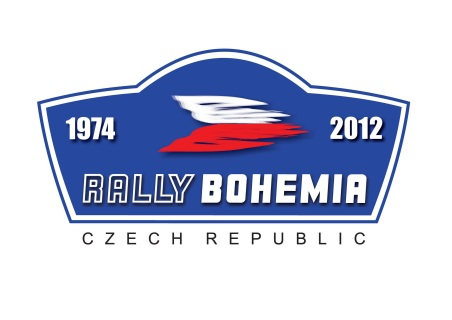 1974 2012
RALLY BOHEMIA
CZECH REPUBLIC